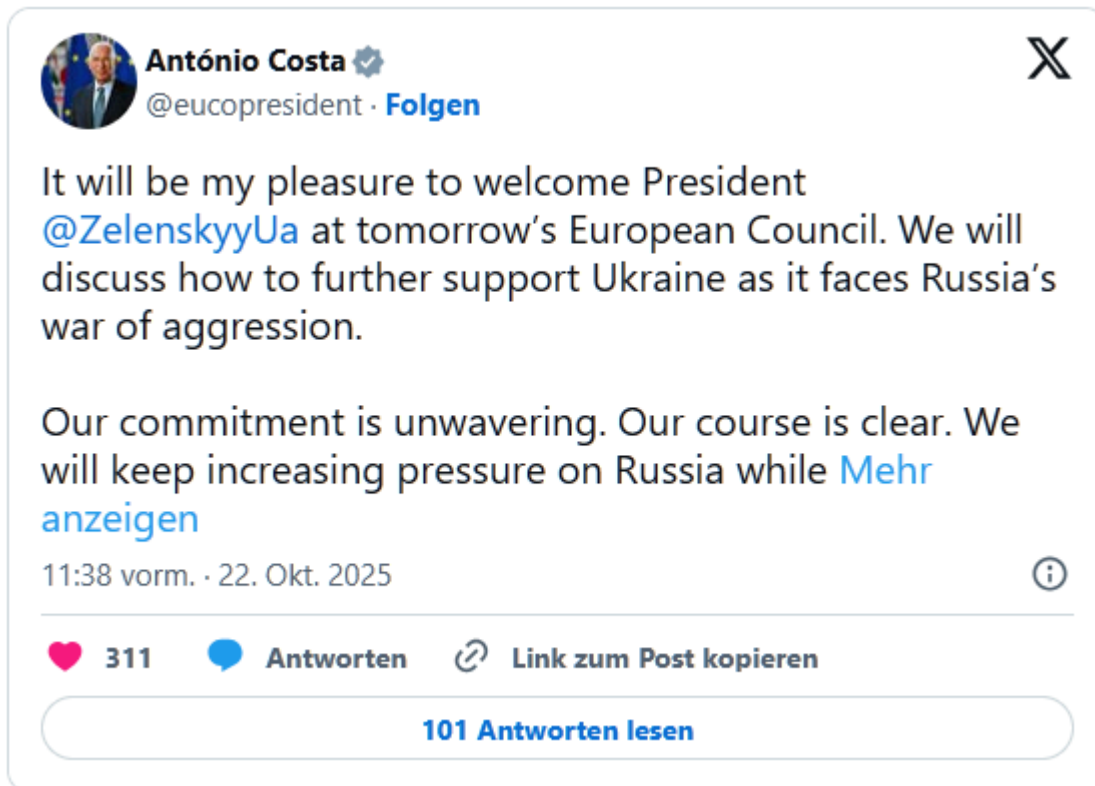 António Costa
@eucopresident · Folgen
It will be my pleasure to welcome President
@ZelenskyyUa at tomorrow’s European Council. We will
discuss how to further support Ukraine as it faces Russia’s
war of aggression.
Our commitment is unwavering. Our course is clear. We
will keep increasing pressure on Russia while Mehr
anzeigen
11:38 vorm. · 22. Okt. 2025
311 Antworten Link zum Post kopieren
101 Antworten lesen